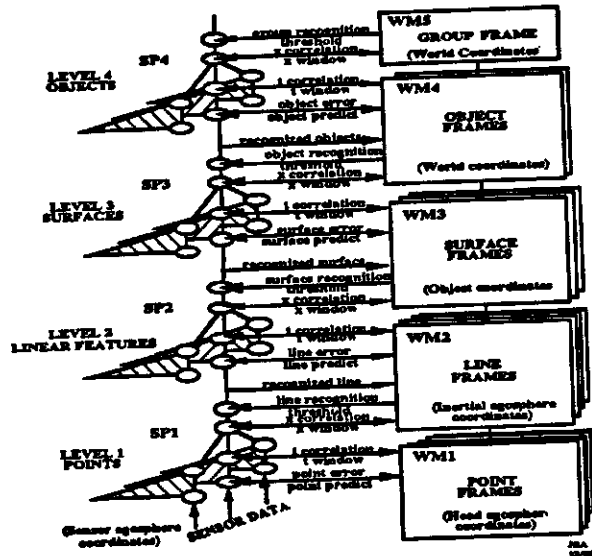 WM5
GROUP FRAME
(World Coordinates
group recognition
threshold
x correlation
x window
SP4
LEVEL 4
OBJECTS
t correlation
t window
object error
object predict
WM4
OBJECT
FRAMES
(World coordinates)
recognized objects
object recognition
threshold
x correlation
x window
SP3
LEVEL 3
SURFACES
t correlation
t window
surface error
surface predict
WM3
SURFACE
FRAMES
(Object coordinates
recognized surface
surface recognition
threshold
x correlation
x window
SP2
LEVEL 2
LINEAR FEATURES
t correlation
t window
line error
line predict
WM2
LINE
FRAMES
(Inertial egosphere
coordinates)
recognized line
line recognition
threshold
x correlation
x window
SP1
LEVEL 1
POINTS
t correlation
t window
point error
point predict
WM1
POINT
FRAMES
(Head egospher
coordinates)
(Sensor egosphere
coordinates)
SENSOR DATA